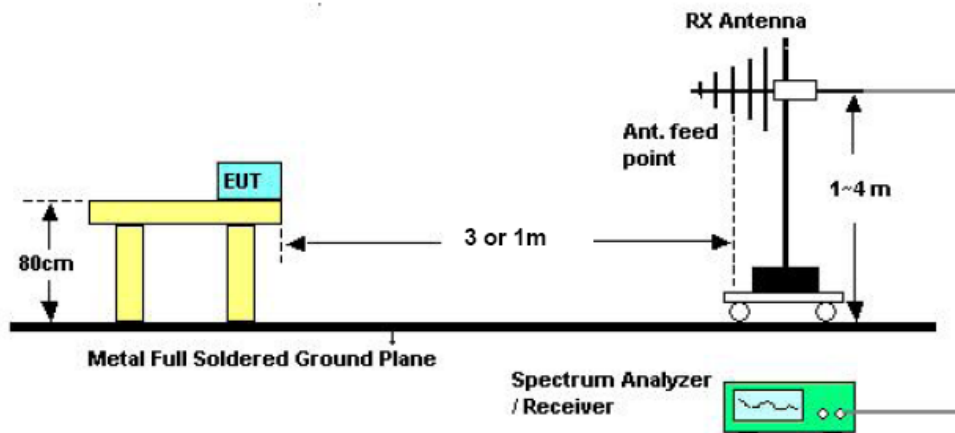 RX Antenna
Ant. feed
point
EUT
1~4 m
3 or 1m
80cm
Metal Full Soldered Ground Plane
Spectrum Analyzer
/ Receiver